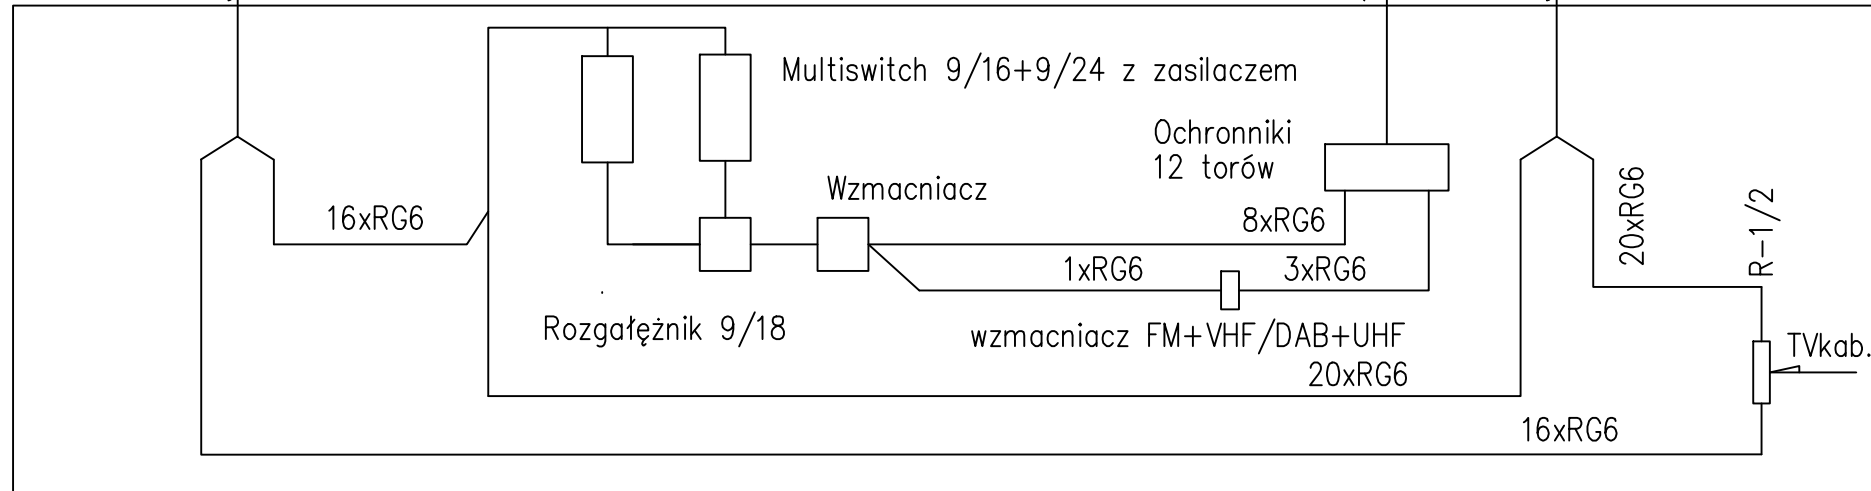 Multiswitch 9/16+9/24 z zasilaczem
Ochronniki
12 torów
Wzmacniacz
16xRG6
8xRG6
20xRG6
R-1/2
1xRG6
3xRG6
Rozgałęźnik 9/18
wzmacniacz FM+VHF/DAB+UHF
TVkab.
20xRG6
16xRG6